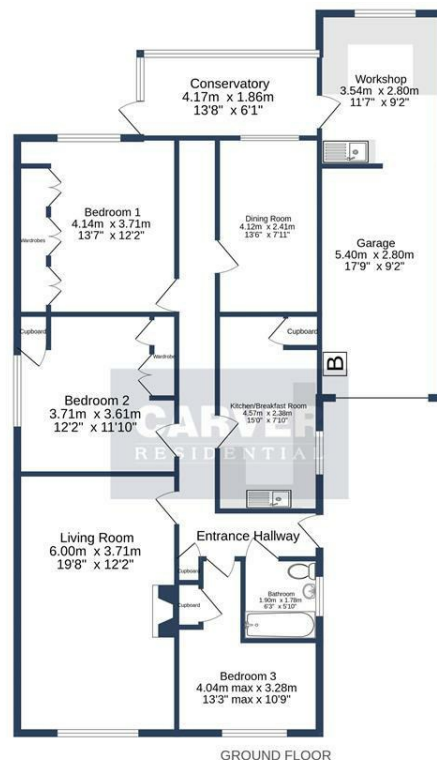 Conservatory
4.17m x 1.86m
13'8" x 6'1"
Workshop
3.54m x 2.80m
11'7" x 9'2"
Bedroom 1
4.14m x 3.71m
13'7" x 12'2"
Wardrobes
Dining Room
4.12m x 2.41m
13'6" x 7'11"
Garage
5.40m x 2.80m
17'9" x 9'2"
Cupboard
Bedroom 2
3.71m x 3.61m
12'2" x 11'10"
Wardrobes
Cupboard
B
Kitchen/Breakfast Room
4.57m x 2.38m
15'0" x 7'10"
CARVER
RESIDENTIAL
Living Room
6.00m x 3.71m
19'8" x 12'2"
Entrance Hallway
Cupboard
Cupboard
Bathroom
1.90m x 1.78m
6'3" x 5'10"
Bedroom 3
4.04m max x 3.28m
13'3" max x 10'9"
GROUND FLOOR